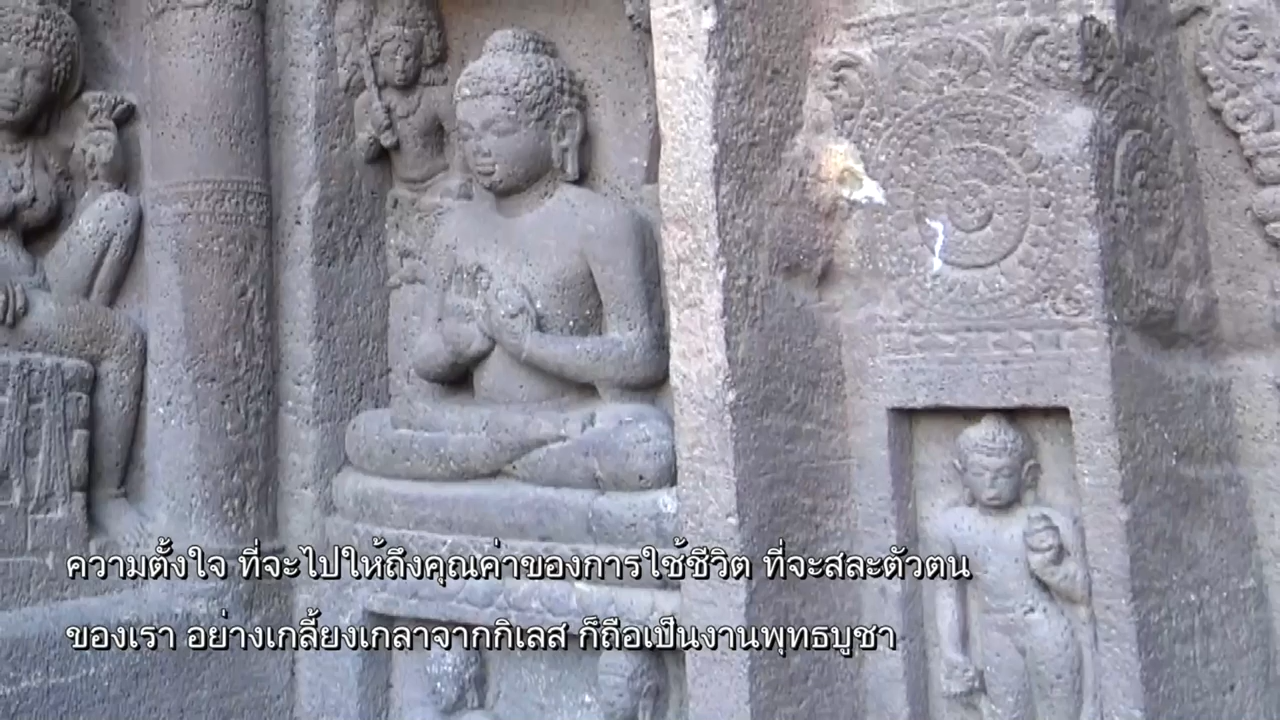 ความตั้งใจ ที่จะไปให้ถึงคุณค่าของการใช้ชีวิต ที่จะสละตัวตน
ของเรา อย่างเกลี้ยงเกลาจากกิเลส ก็ถือเป็นงานพุทธบูชา